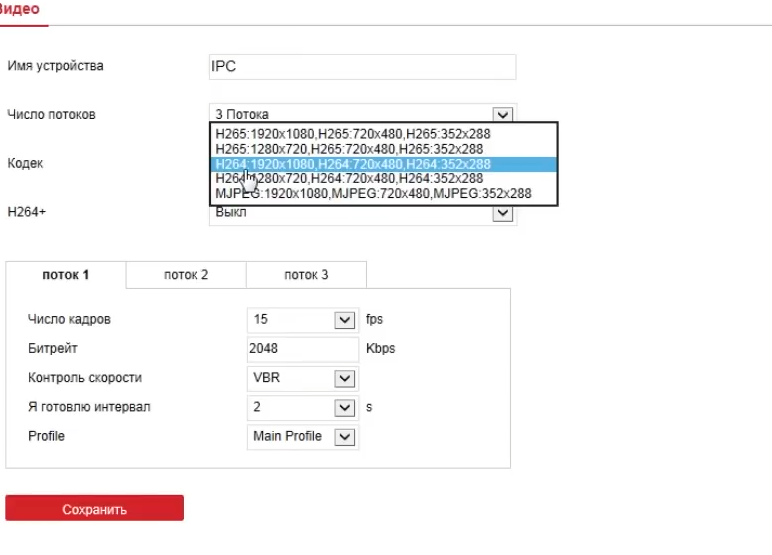 Видео
Имя устройства
IPC
Число потоков
3 Потока
Кодек
H265:1920x1080,H265:720x480,H265:352x288
H265:1280x720,H265:720x480,H265:352x288
H264:1920x1080,H264:720x480,H264:352x288
H264:1280x720,H264:720x480,H264:352x288
MJPEG:1920x1080,MJPEG:720x480,MJPEG:352x288
H264+
Выкл
поток 1
поток 2
поток 3
Число кадров
15
fps
Битрейт
2048
Kbps
Контроль скорости
VBR
Я готовлю интервал
2
s
Profile
Main Profile
Сохранить